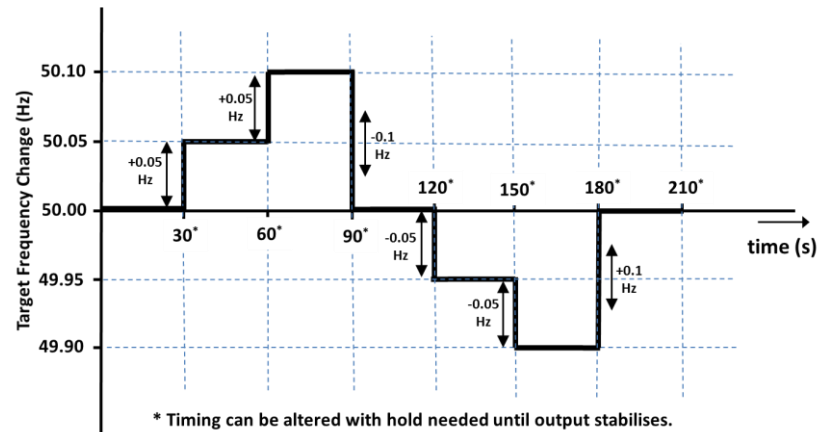 Target Frequency Change (Hz)
50.10
50.05
50.00
49.95
49.90
+0.05
Hz
+0.05
Hz
-0.1
Hz
-0.05
Hz
-0.05
Hz
+0.1
Hz
30*
60*
90*
120*
150*
180*
210*
time (s)
* Timing can be altered with hold needed until output stabilises.